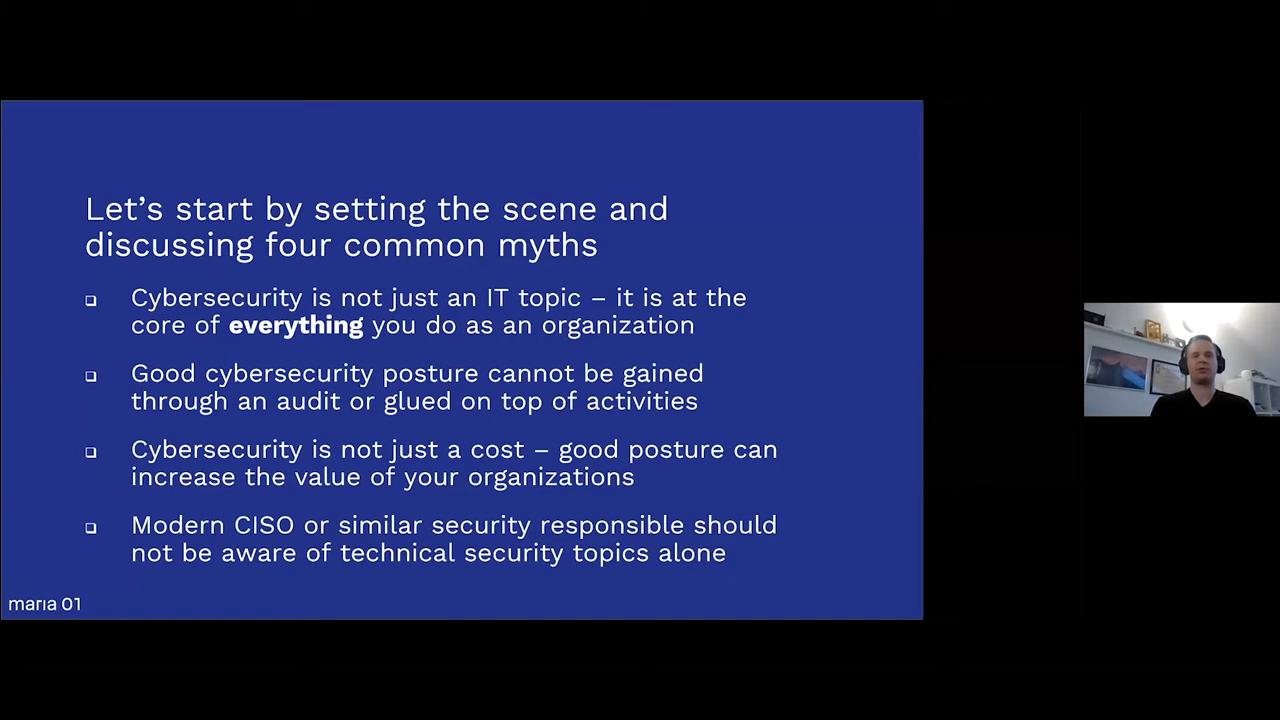 Let’s start by setting the scene and
discussing four common myths
Cybersecurity is not just an IT topic – it is at the
core of everything you do as an organization
Good cybersecurity posture cannot be gained
through an audit or glued on top of activities
Cybersecurity is not just a cost – good posture can
increase the value of your organizations
Modern CISO or similar security responsible should
not be aware of technical security topics alone
maria 01